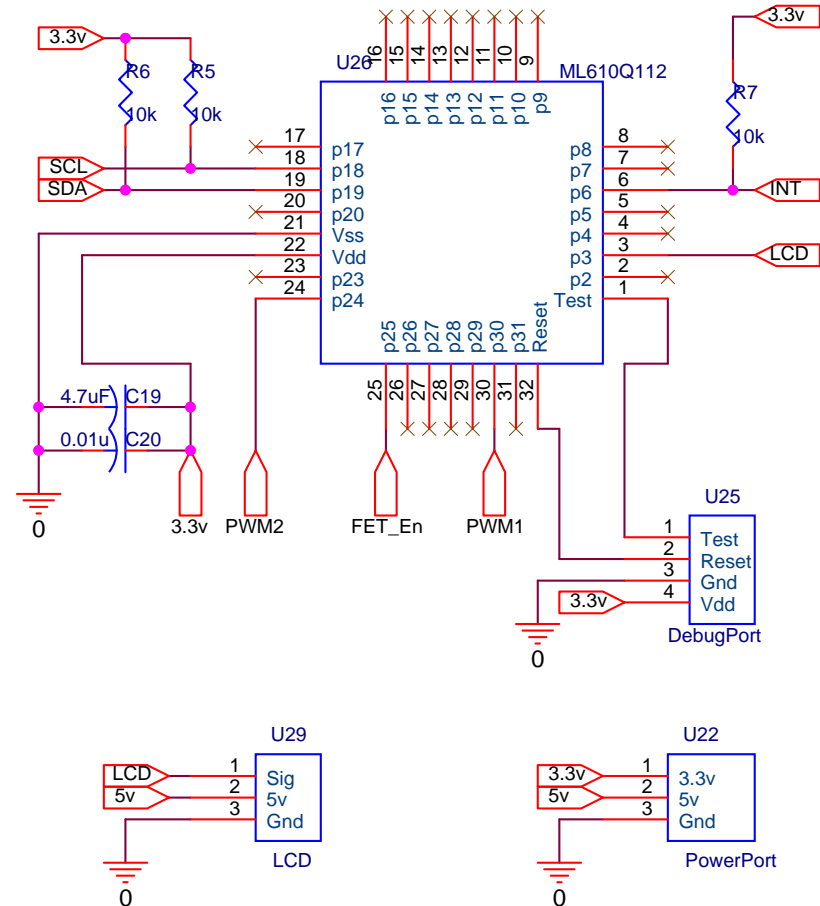 3.3v
R6
R5
10k
10k
U26
ML610Q112
16
15
14
13
12
11
10
9
p16
p15
p14
p13
p12
p11
p10
p9
3.3v
R7
10k
SCL
SDA
17
18
19
20
21
22
23
24
p17
p18
p19
p20
Vss
Vdd
p23
p24
p8
p7
p6
p5
p4
p3
p2
Test
8
7
6
5
4
3
2
1
INT
LCD
p25
p26
p27
p28
p29
p30
p31
Reset
25
26
27
28
29
30
31
32
4.7uF
C19
0.01u
C20
0
3.3v
PWM2
FET_En
PWM1
U25
1
Test
2
Reset
3
Gnd
3.3v
4
Vdd
DebugPort
0
U29
LCD
1
Sig
5v
2
5v
3
Gnd
LCD
0
U22
3.3v
1
3.3v
5v
2
5v
3
Gnd
PowerPort
0